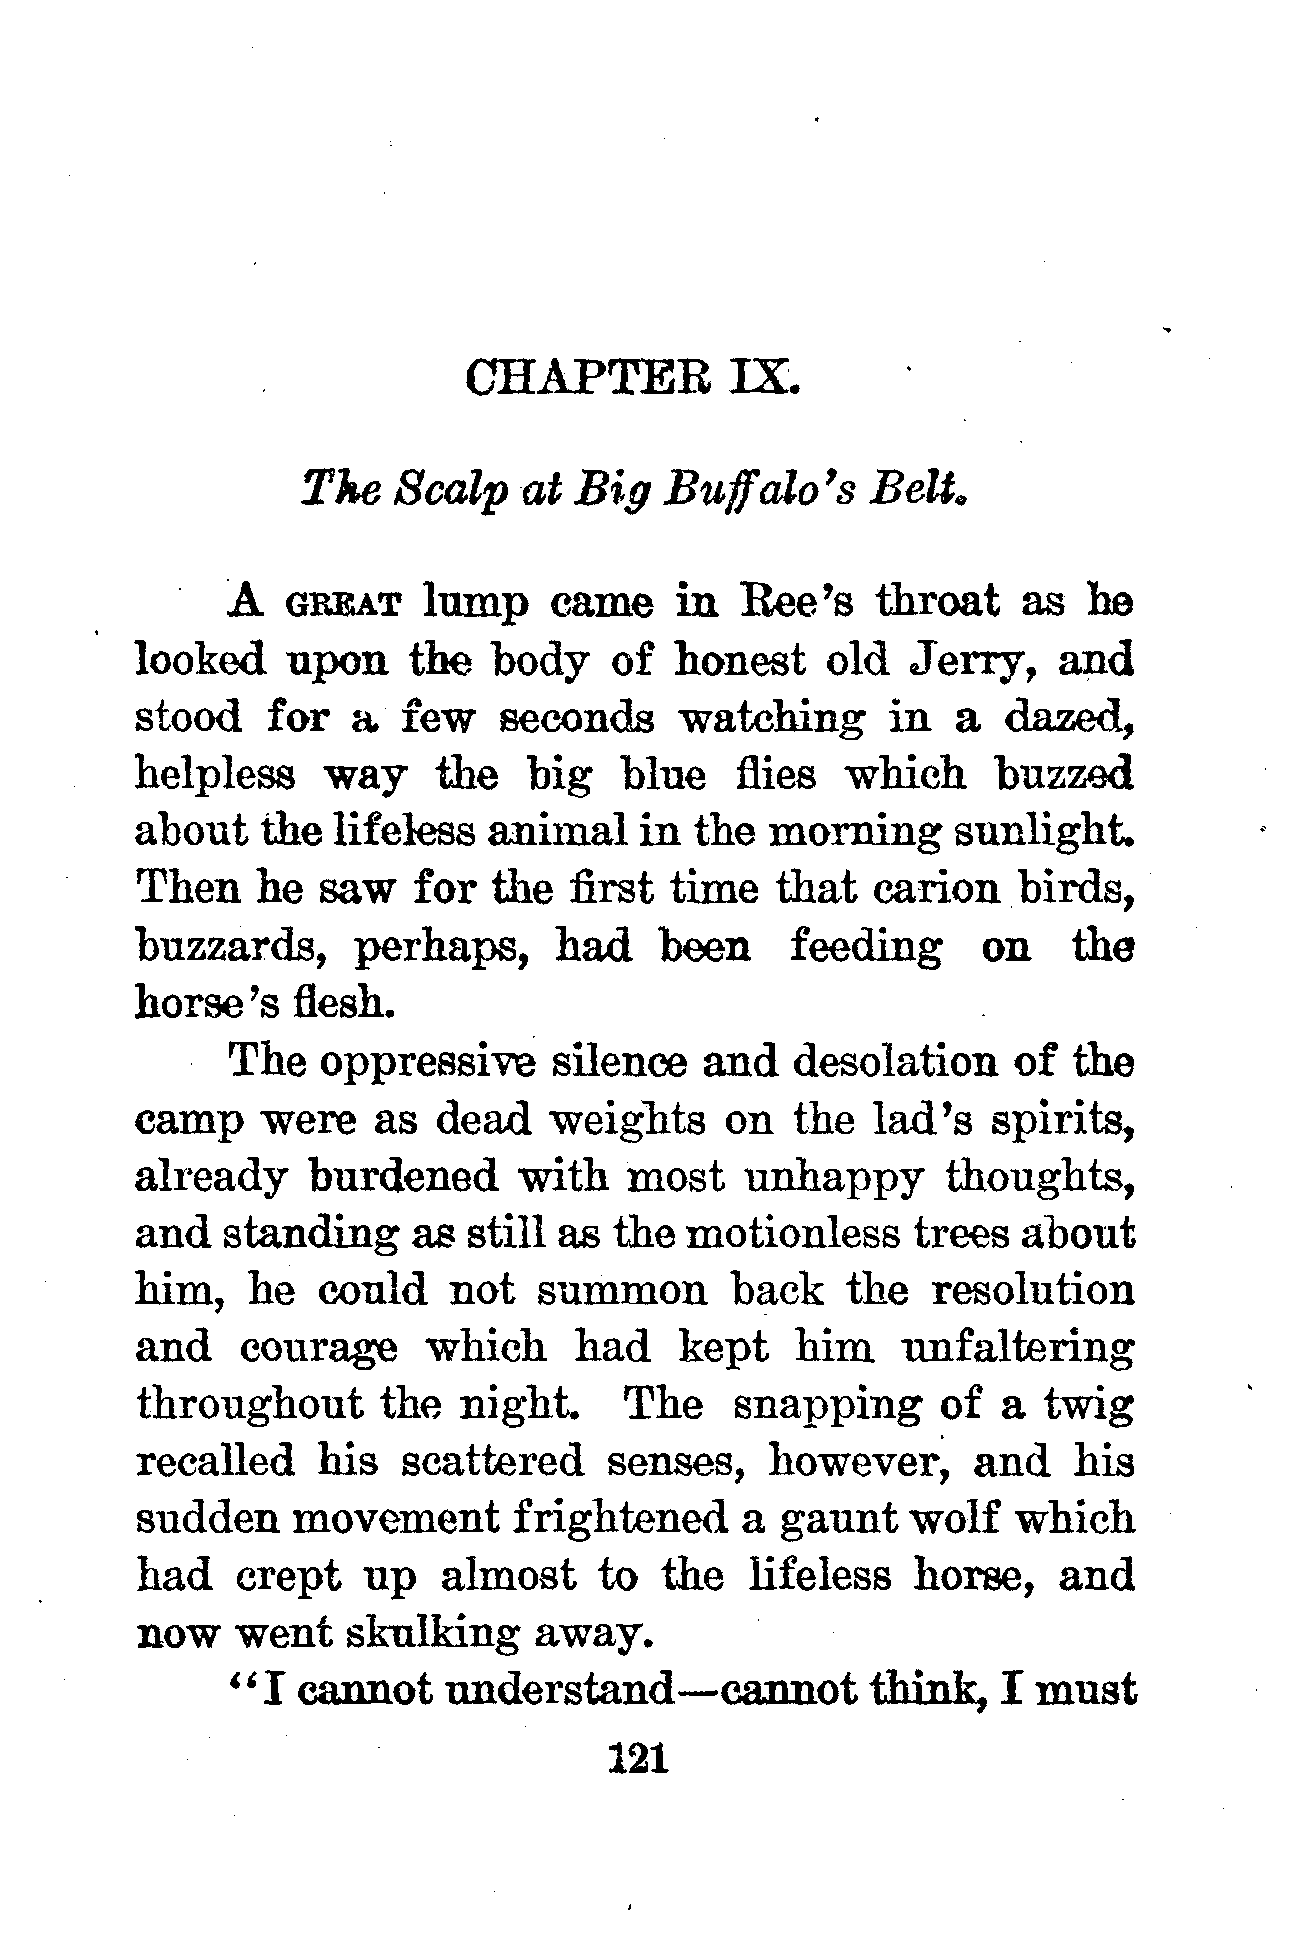 CHAPTER IX.
The Scalp at Big Buffalo's Belt.
A GREAT lump came in Ree's throat as he
looked upon the body of honest old Jerry, and
stood for a few seconds watching in a dazed,
helpless way the big blue flies which buzzed
about the lifeless animal in the morning sunlight.
Then he saw for the first time that carion birds,
buzzards, perhaps, had been feeding on the
horse's flesh.
The oppressive silence and desolation of the
camp were as dead weights on the lad's spirits,
already burdened with most unhappy thoughts,
and standing as still as the motionless trees about
him, he could not summon back the resolution
and courage which had kept him unfaltering
throughout the night. The snapping of a twig
recalled his scattered senses, however, and his
sudden movement frightened a gaunt wolf which
had crept up almost to the lifeless horse, and
now went skulking away.
"I cannot understand—cannot think, I must
121